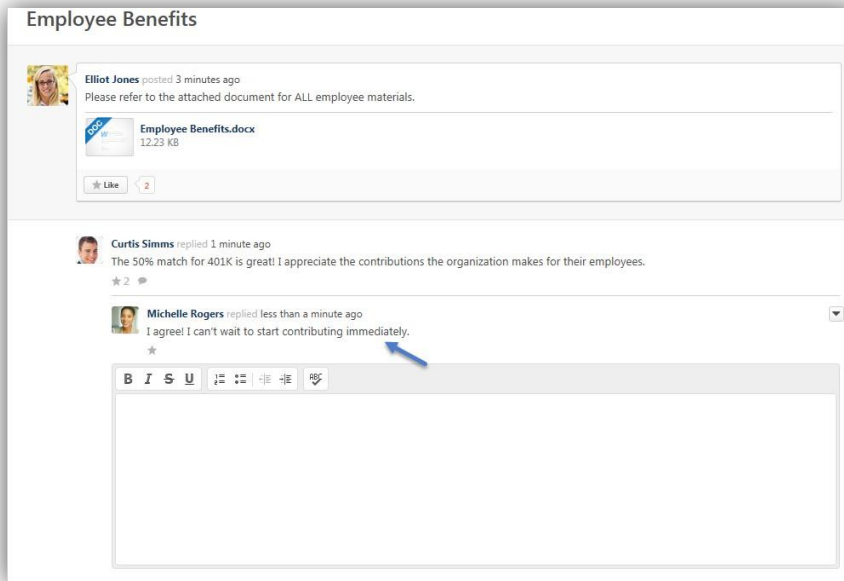 Employee Benefits
Elliot Jones posted 3 minutes ago
Please refer to the attached document for ALL employee materials.
DOC
Employee Benefits.docx
12.23 KB
Like 2
Curtis Simms replied 1 minute ago
The 50% match for 401K is great! I appreciate the contributions the organization makes for their employees.
2
Michelle Rogers replied less than a minute ago
I agree! I can't wait to start contributing immediately.
B I S U ABC